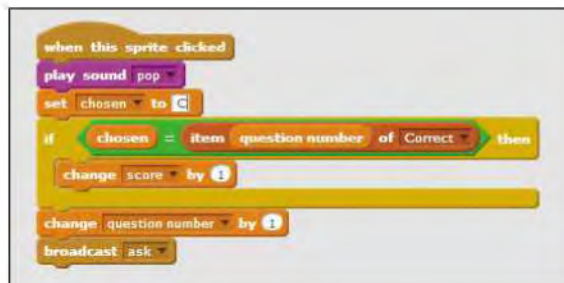 when this sprite clicked
play sound pop
set chosen to C
if chosen = item question number of Correct then
change score by 1
change question number by 1
broadcast ask